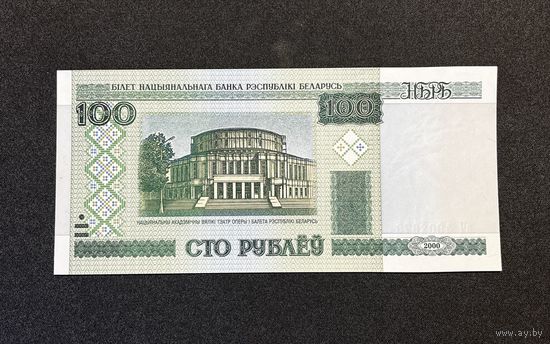 БІЛЕТ НАЦЫЯНАЛЬНАГА БАНКА РЭСПУБЛІКІ БЕЛАРУСЬ
100
100
НБРБ
НАЦЫЯНАЛЬНЫ АКАДЭМІЧНЫ ВЯЛІКІ ТЭАТР ОПЕРЫ І БАЛЕТА РЭСПУБЛІКІ БЕЛАРУСЬ
СТО РУБЛЁЎ
2000
www.ay.by